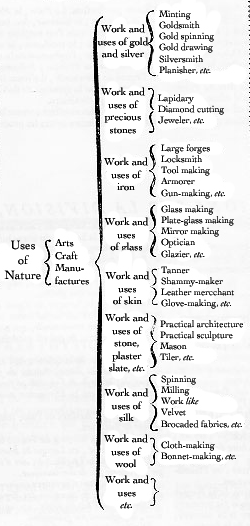 Uses
of
Nature
Arts
Craft
Manu-
factures
Work and
uses of gold
and silver
Minting
Goldsmith
Gold spinning
Gold drawing
Silversmith
Planisher, etc.
Work and
uses of
precious
stones
Lapidary
Diamond cutting
Jeweler, etc.
Work and
uses of
iron
Large forges
Locksmith
Tool making
Armorer
Gun-making, etc.
Work and
uses
of glass
Glass making
Plate-glass making
Mirror making
Optician
Glazier, etc.
Work and
uses
of skin
Tanner
Shammy-maker
Leather mercchant
Glove-making, etc.
Work and
uses of
stone,
plaster
slate, etc.
Practical architecture
Practical sculpture
Mason
Tiler, etc.
Work and
uses of
silk
Spinning
Milling
Work like
Velvet
Brocaded fabrics, etc.
Work and
uses of
wool
Cloth-making
Bonnet-making, etc.
Work and
uses
etc.